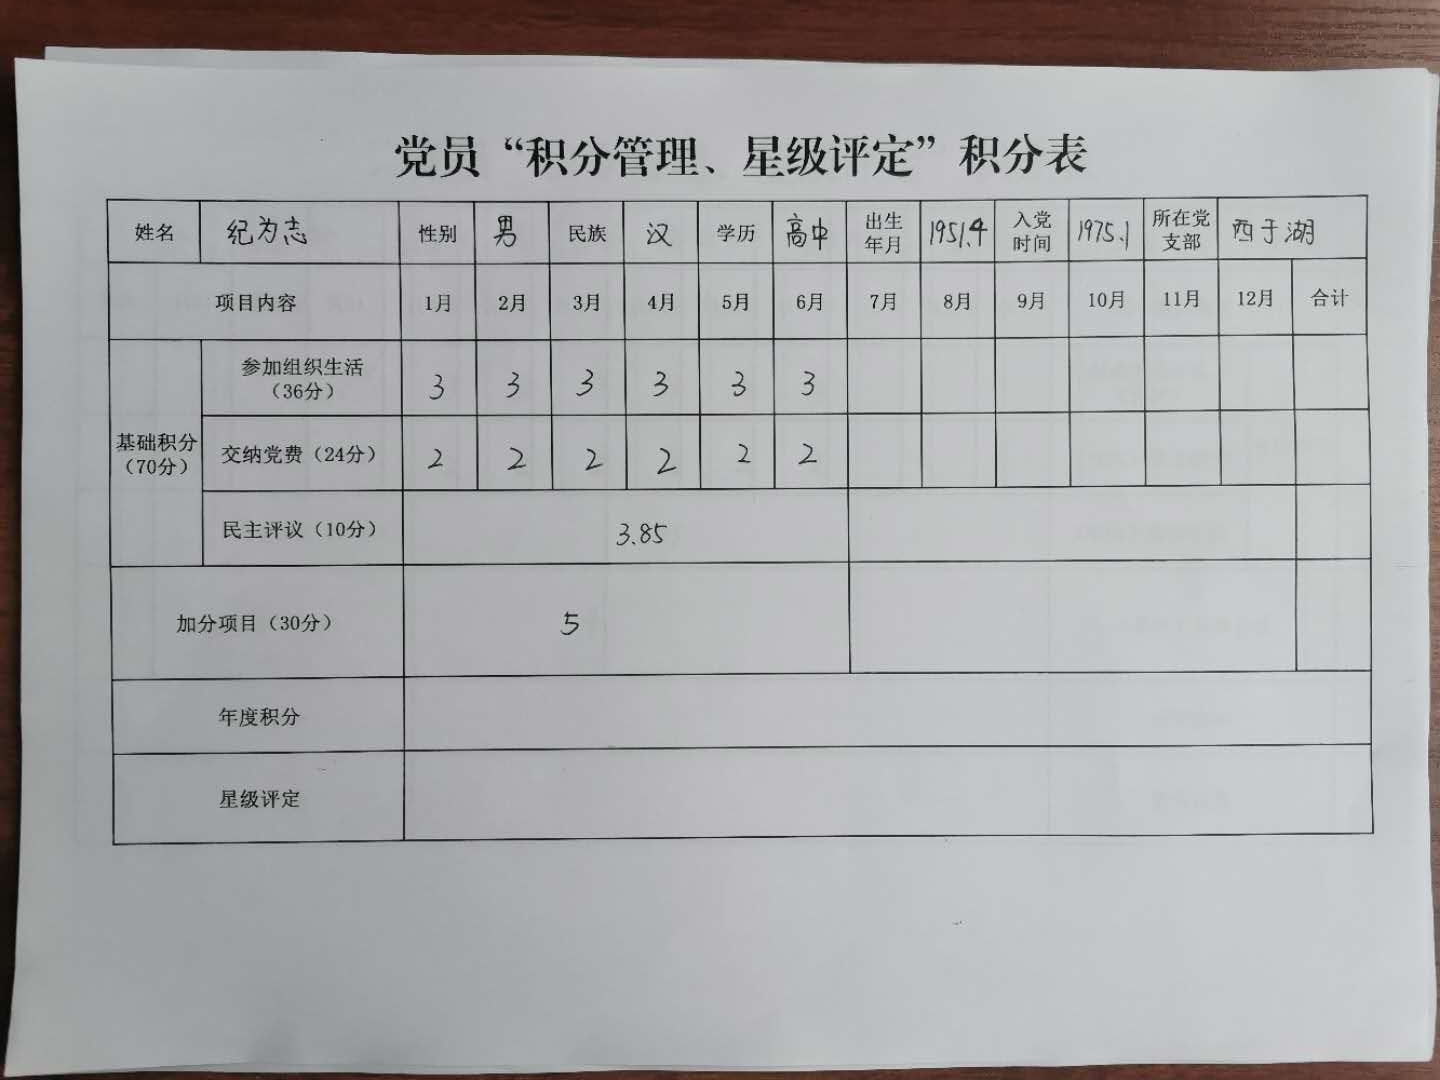 党员“积分管理、星级评定”积分表
姓名 纪为志 性别 男 民族 汉 学历 高中 出生年月 1951.4 入党时间 1975.1 所在党支部 西于湖
项目内容 1月 2月 3月 4月 5月 6月 7月 8月 9月 10月 11月 12月 合计
基础积分（70分）
参加组织生活（36分） 3 3 3 3 3 3
交纳党费（24分） 2 2 2 2 2 2
民主评议（10分） 3.85
加分项目（30分） 5
年度积分
星级评定